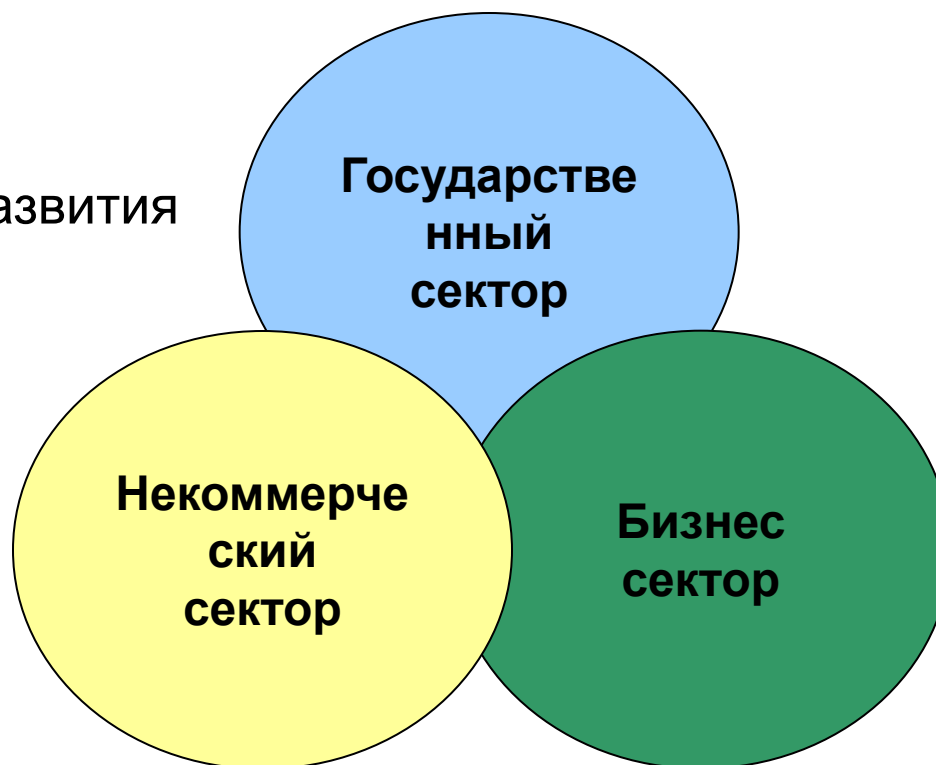 Государстве
нный
сектор
азвития
Некоммерче
ский
сектор
Бизнес
сектор